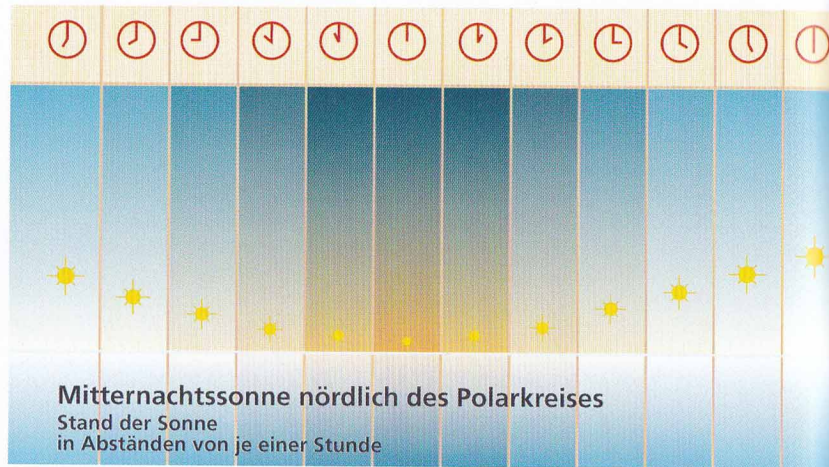 Mitternachtssonne nördlich des Polarkreises
Stand der Sonne
in Abständen von je einer Stunde